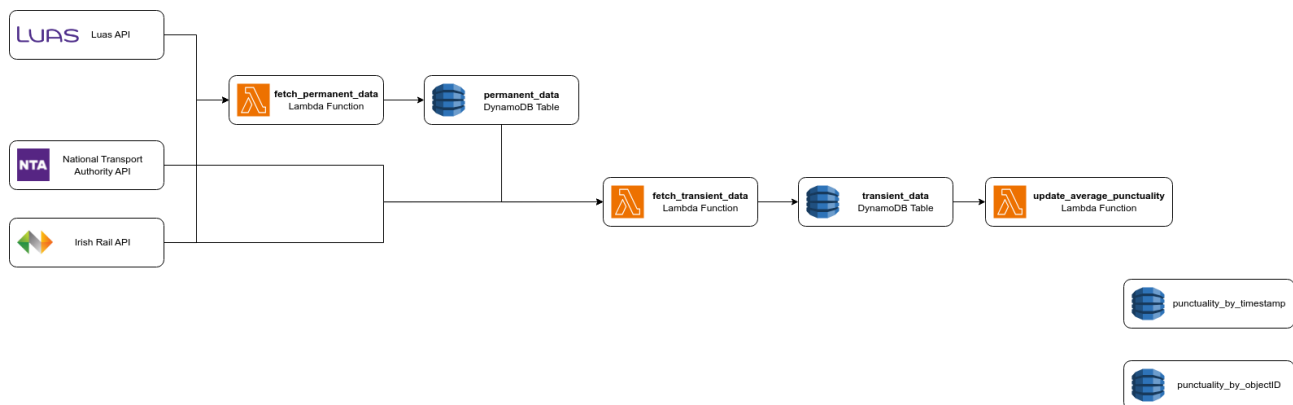 LUAS
Luas API
fetch_permanent_data
Lambda Function
permanent_data
DynamoDB Table
NTA
National Transport
Authority API
fetch_transient_data
Lambda Function
transient_data
DynamoDB Table
update_average_punctuality
Lambda Function
Irish Rail API
punctuality_by_timestamp
punctuality_by_objectID